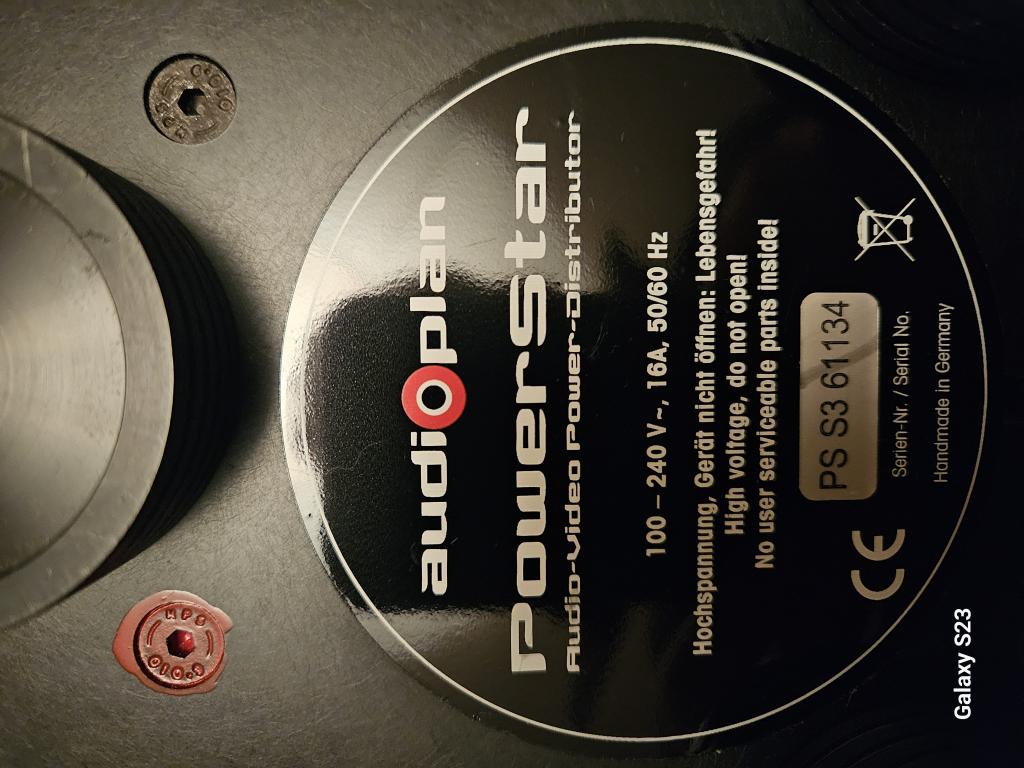 audioplan
PowerStar
Audio-Video Power-Distributor
100 – 240 V ~, 16A, 50/60 Hz
Hochspannung, Gerät nicht öffnen: Lebensgefahr!
High voltage, do not open!
No user serviceable parts inside!
CE
PS S3 61134
Serien-Nr. / Serial No.
Handmade in Germany
Galaxy S23